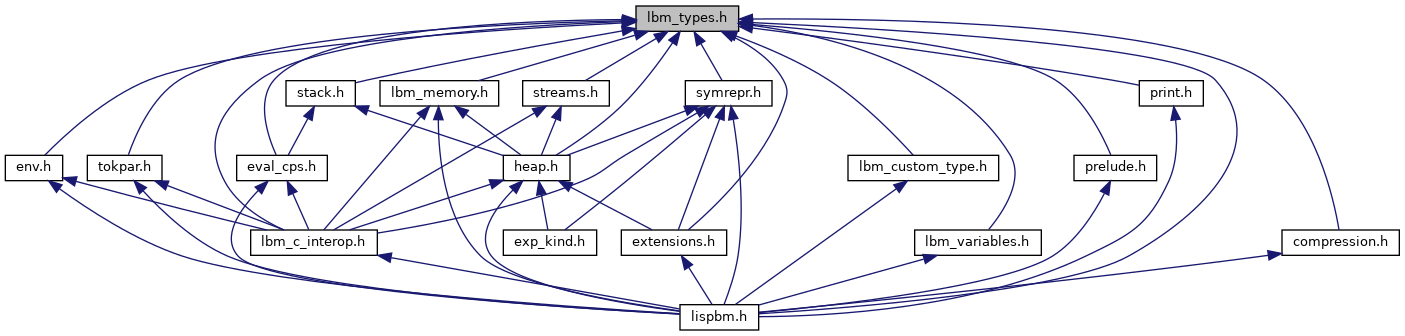 lbm_types.h
stack.h
lbm_memory.h
streams.h
symrepr.h
print.h
env.h
tokpar.h
eval_cps.h
heap.h
lbm_custom_type.h
prelude.h
lbm_c_interop.h
exp_kind.h
extensions.h
lbm_variables.h
compression.h
lispbm.h